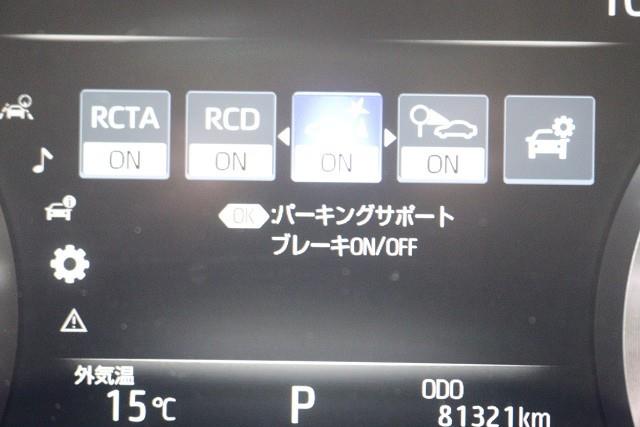 RCTA
RCD
ON
ON
ON
ON
OK:パーキングサポート
ブレーキON/OFF
外気温
15℃
P
ODO
81321km